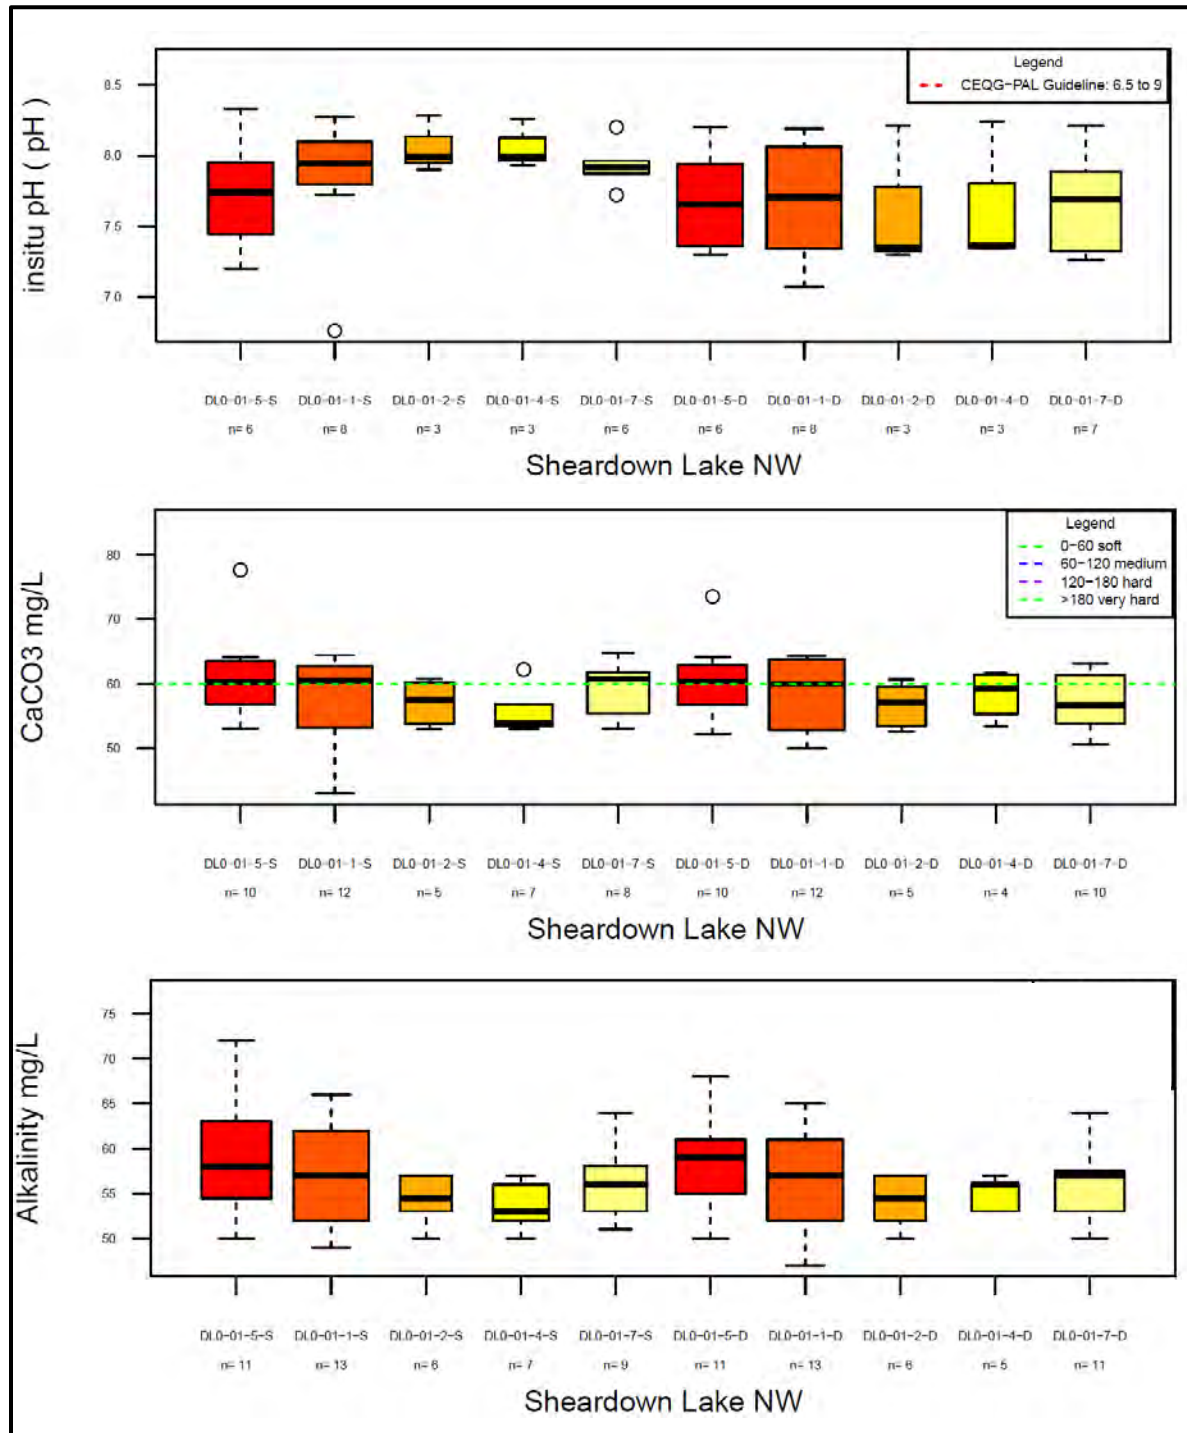 Legend
CEQG-PAL Guideline: 6.5 to 9
insitu pH ( pH )
8.5
8.0
7.5
7.0
DL0-01-5-S DL0-01-1-S DL0-01-2-S DL0-01-4-S DL0-01-7-S DL0-01-5-D DL0-01-1-D DL0-01-2-D DL0-01-4-D DL0-01-7-D
n= 6 n= 8 n= 3 n= 3 n= 6 n= 6 n= 8 n= 3 n= 3 n= 7
Sheardown Lake NW
Legend
0-60 soft
60-120 medium
120-180 hard
>180 very hard
CaCO3 mg/L
80
70
60
50
DL0-01-5-S DL0-01-1-S DL0-01-2-S DL0-01-4-S DL0-01-7-S DL0-01-5-D DL0-01-1-D DL0-01-2-D DL0-01-4-D DL0-01-7-D
n= 10 n= 12 n= 5 n= 7 n= 8 n= 10 n= 12 n= 5 n= 4 n= 10
Sheardown Lake NW
Alkalinity mg/L
75
70
65
60
55
50
DL0-01-5-S DL0-01-1-S DL0-01-2-S DL0-01-4-S DL0-01-7-S DL0-01-5-D DL0-01-1-D DL0-01-2-D DL0-01-4-D DL0-01-7-D
n= 11 n= 13 n= 6 n= 7 n= 9 n= 11 n= 13 n= 6 n= 5 n= 11
Sheardown Lake NW